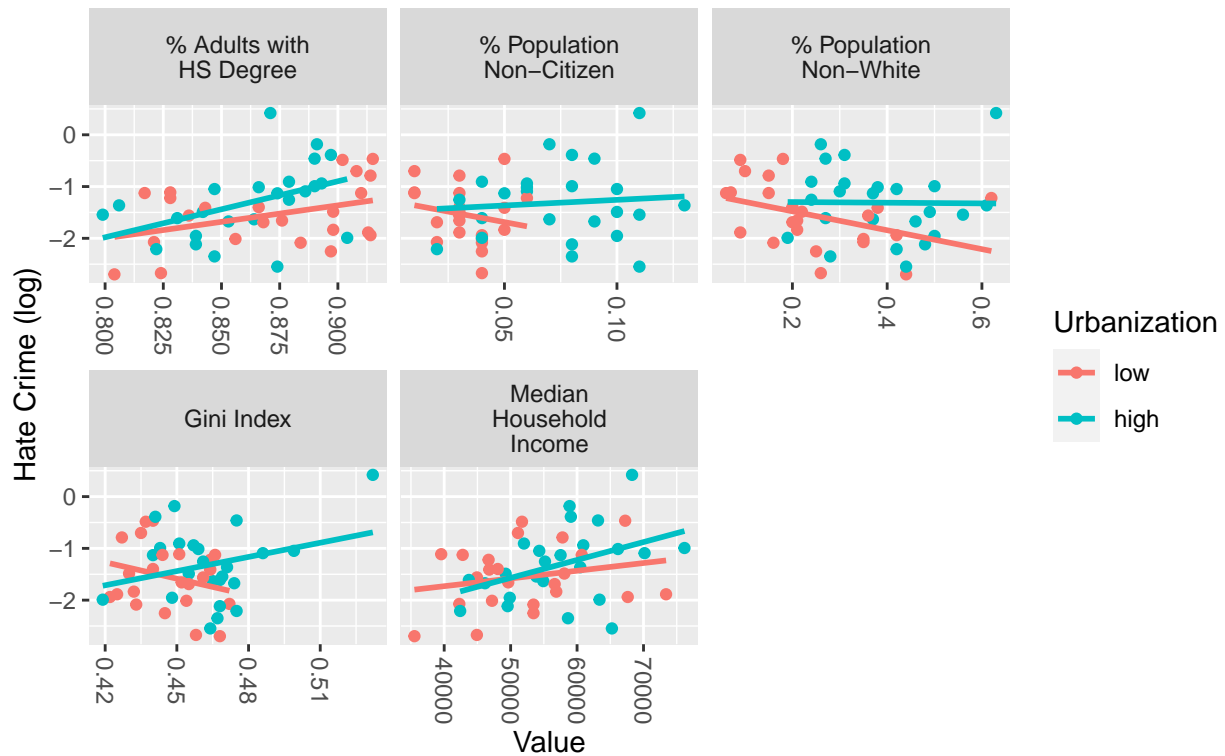 % Adults with
HS Degree
% Population
Non−Citizen
% Population
Non−White
0
−1
−2
0.800
0.825
0.850
0.875
0.900
0.05
0.10
0.2
0.4
0.6
Gini Index
Median
Household
Income
0
−1
−2
0.42
0.45
0.48
0.51
40000
50000
60000
70000
Hate Crime (log)
Value
Urbanization
low
high